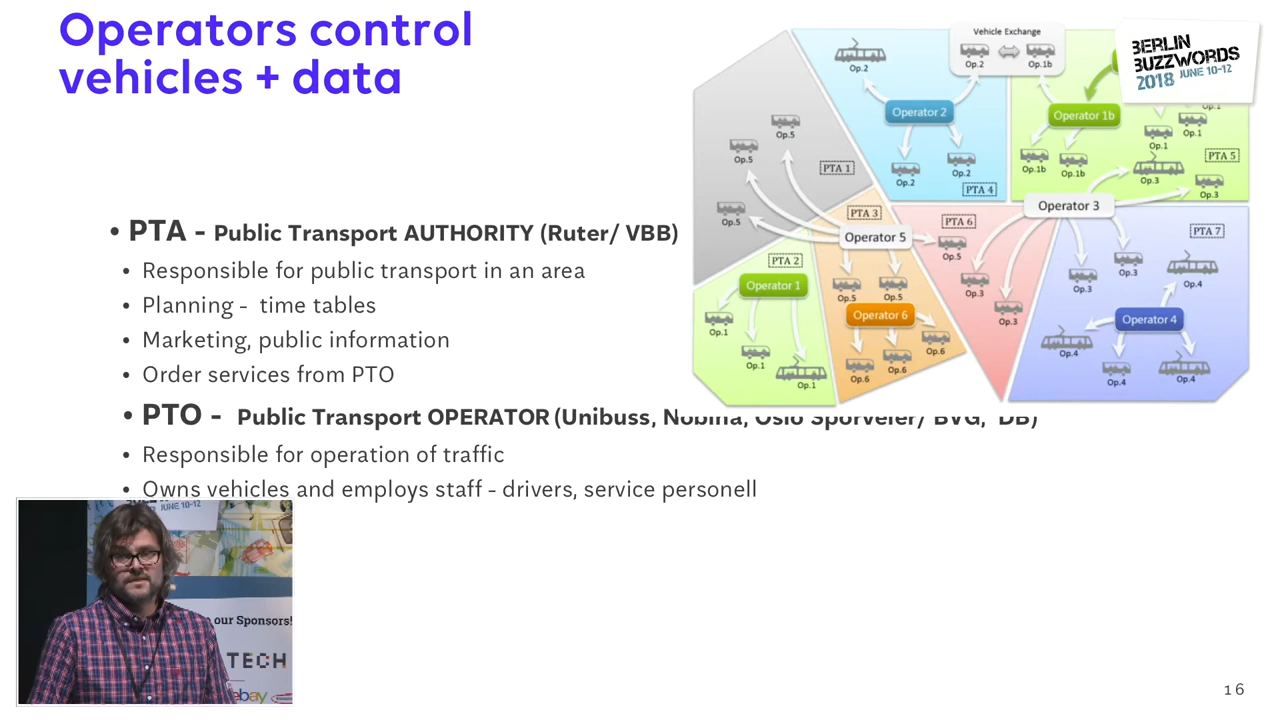 Operators control
vehicles + data
• PTA - Public Transport AUTHORITY (Ruter/ VBB)
• Responsible for public transport in an area
• Planning - time tables
• Marketing, public information
• Order services from PTO
• PTO - Public Transport OPERATOR (Unibuss, Nobina, Oslo Sporveier/ BVG, DB)
• Responsible for operation of traffic
• Owns vehicles and employs staff - drivers, service personell
Vehicle Exchange
Op.2
Op.1b
BERLIN
BUZZWORDS
2018 JUNE 10-12
Op.2
Operator 2
Op.2
Op.2
PTA 4
Operator 1b
Op.1
Op.1
Op.1
Op.1b
Op.1b
Op.3
PTA 5
Op.3
Op.5
Op.5
PTA 1
Op.5
Operator 3
PTA 3
Operator 5
PTA 6
Op.5
Op.3
Op.3
PTA 7
Op.3
Op.3
Op.4
PTA 2
Operator 1
Op.1
Op.1
Op.1
Op.5
Op.5
Operator 6
Op.6
Op.6
Op.6
Operator 4
Op.4
Op.4
Op.4
JUNE 10-12
our Sponsors!
TECH
ebay
16